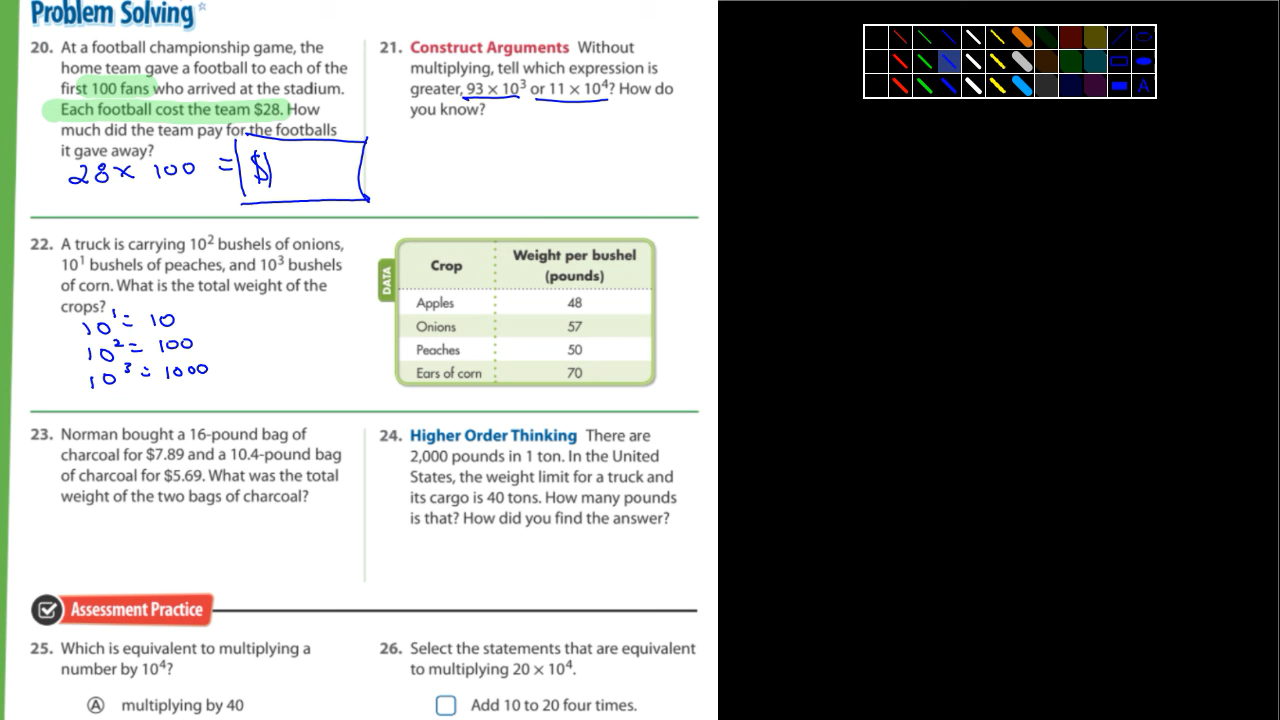 Problem Solving
20. At a football championship game, the
home team gave a football to each of the
first 100 fans who arrived at the stadium.
Each football cost the team $28. How
much did the team pay for the footballs
it gave away?
28 × 100 = $
21. Construct Arguments Without
multiplying, tell which expression is
greater, 93 × 10³ or 11 × 10⁴? How do
you know?
22. A truck is carrying 10² bushels of onions,
10¹ bushels of peaches, and 10³ bushels
of corn. What is the total weight of the
crops?
10¹ = 10
10² = 100
10³ = 1000
DATA
Crop Weight per bushel
(pounds)
Apples 48
Onions 57
Peaches 50
Ears of corn 70
23. Norman bought a 16-pound bag of
charcoal for $7.89 and a 10.4-pound bag
of charcoal for $5.69. What was the total
weight of the two bags of charcoal?
24. Higher Order Thinking There are
2,000 pounds in 1 ton. In the United
States, the weight limit for a truck and
its cargo is 40 tons. How many pounds
is that? How did you find the answer?
Assessment Practice
25. Which is equivalent to multiplying a
number by 10⁴?
Ⓐ multiplying by 40
26. Select the statements that are equivalent
to multiplying 20 × 10⁴.
☐ Add 10 to 20 four times.
A